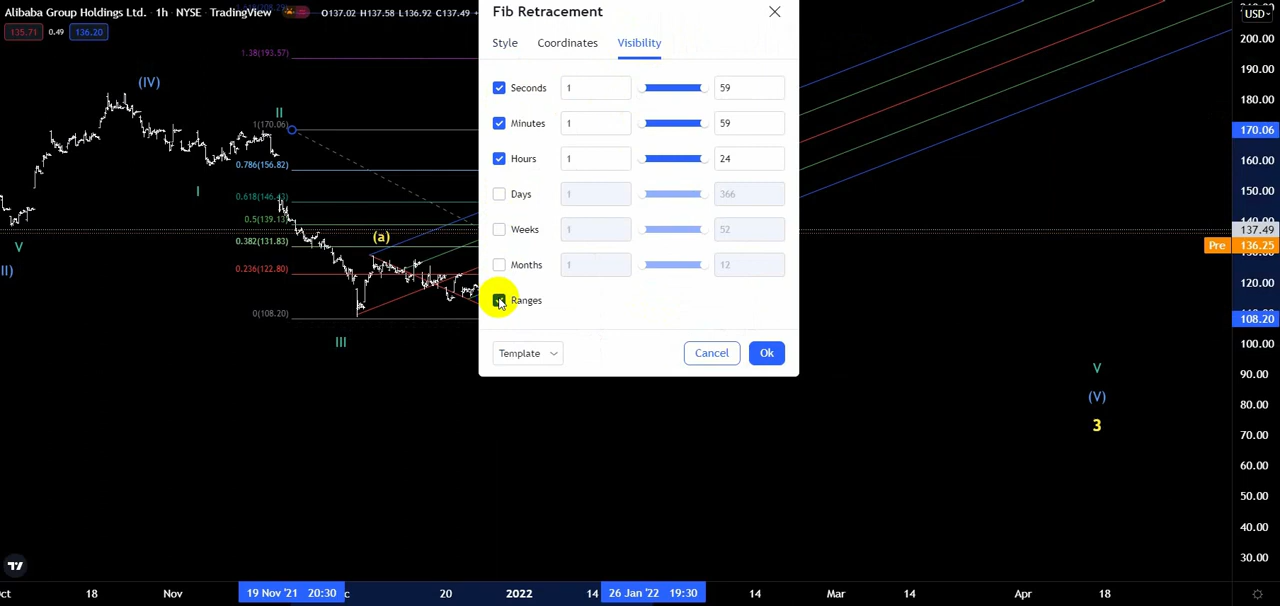 Alibaba Group Holdings Ltd. · 1h · NYSE · TradingView
O137.02 H137.58 L136.92 C137.49
135.71 0.49 136.20
1.38(193.57)
(IV)
II
1(170.06)
0.786(156.82)
I
0.618(146.43)
0.5(139.13)
(a)
V
0.382(131.83)
II)
0.236(122.80)
0(108.20)
III
Fib Retracement
Style Coordinates Visibility
Seconds 1 59
Minutes 1 59
Hours 1 24
Days 1 366
Weeks 1 52
Months 1 12
Ranges
Template Cancel Ok
V
(V)
3
USD
200.00
190.00
180.00
170.06
160.00
150.00
140.00
137.49
Pre 136.25
120.00
108.20
100.00
90.00
80.00
70.00
60.00
50.00
40.00
30.00
ct 18 Nov 19 Nov '21 20:30 c 20 2022 14 26 Jan '22 19:30 14 Mar 14 Apr 18